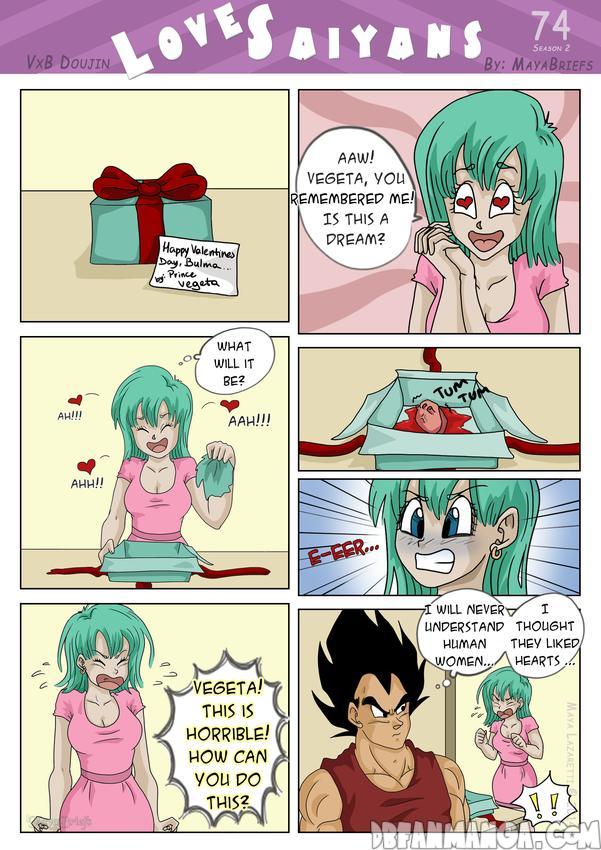 VxB Doujin
Love Saiyans
74
Season 2
By: MayaBriefs
Happy Valentines
Day, Bulma...
by: Prince
Vegeta
AAW!
VEGETA, YOU
REMEMBERED ME!
IS THIS A
DREAM?
WHAT
WILL IT
BE?
AH!!!
AAH!!!
AHH!!
TUM
TUM
E-EER...
VEGETA!
THIS IS
HORRIBLE!
HOW CAN
YOU DO
THIS?
I WILL NEVER
UNDERSTAND
HUMAN
WOMEN...
I
THOUGHT
THEY LIKED
HEARTS ...
!!
Maya Lazaretti
DBFANMANGA.COM